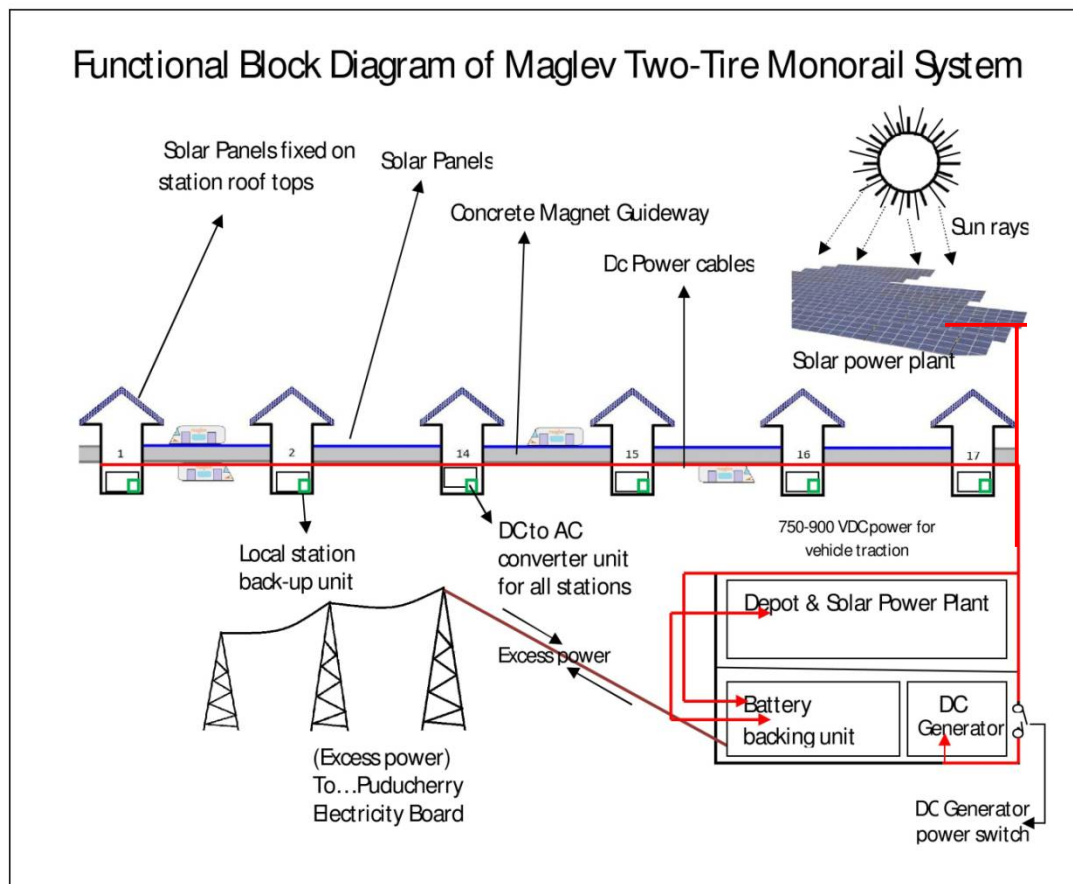 Functional Block Diagram of Maglev Two-Tire Monorail System
Solar Panels fixed on
station roof tops
Solar Panels
Concrete Magnet Guideway
Dc Power cables
Sun rays
Solar power plant
1
2
14
15
16
17
Local station
back-up unit
DC to AC
converter unit
for all stations
750-900 VDC power for
vehicle traction
Depot & Solar Power Plant
Excess power
Battery
backing unit
DC
Generator
(Excess power)
To...Puducherry
Electricity Board
DC Generator
power switch